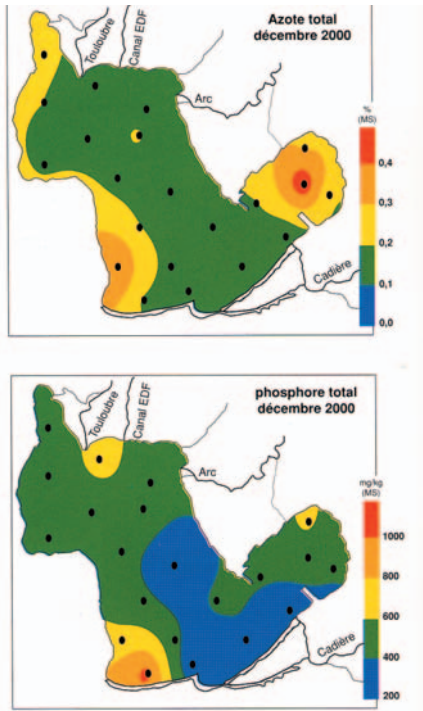 Azote total
décembre 2000
Touloubre
Canal EDF
Arc
%
(MS)
0,4
0,3
0,2
0,1
0,0
Cadière
phosphore total
décembre 2000
Touloubre
Canal EDF
Arc
mg/kg
(MS)
1000
800
600
400
200
Cadière